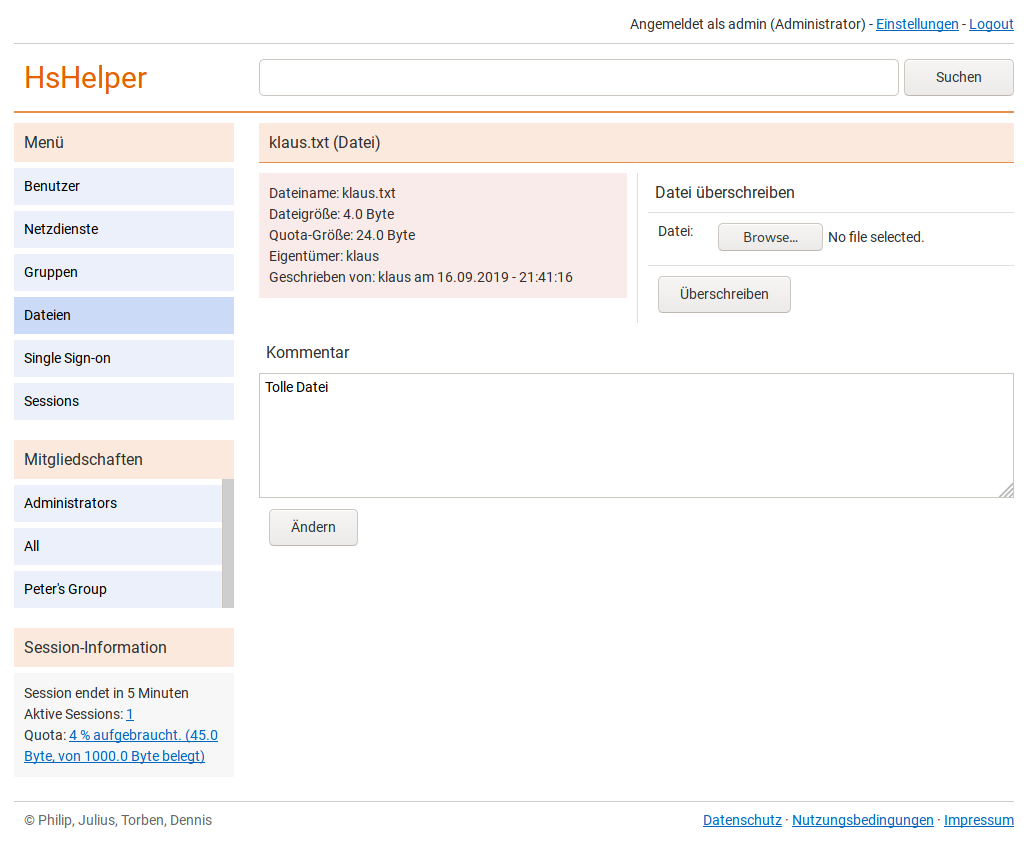 Angemeldet als admin (Administrator) - Einstellungen - Logout
HsHelper
Suchen
Menü
Benutzer
Netzdienste
Gruppen
Dateien
Single Sign-on
Sessions
Mitgliedschaften
Administrators
All
Peter's Group
Session-Information
Session endet in 5 Minuten
Aktive Sessions: 1
Quota: 4 % aufgebraucht. (45.0
Byte, von 1000.0 Byte belegt)
klaus.txt (Datei)
Dateiname: klaus.txt
Dateigröße: 4.0 Byte
Quota-Größe: 24.0 Byte
Eigentümer: klaus
Geschrieben von: klaus am 16.09.2019 - 21:41:16
Datei überschreiben
Datei: Browse... No file selected.
Überschreiben
Kommentar
Tolle Datei
Ändern
© Philip, Julius, Torben, Dennis
Datenschutz · Nutzungsbedingungen · Impressum